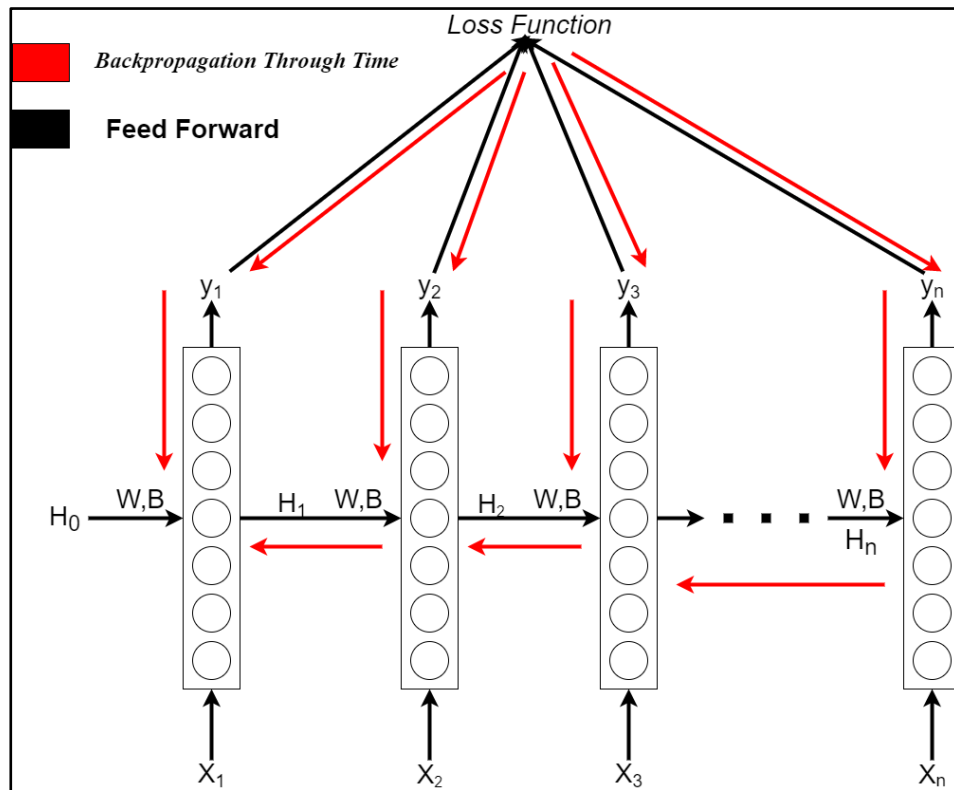 Loss Function
Backpropagation Through Time
Feed Forward
y₁ y₂ y₃ yₙ
H₀ W,B H₁ W,B H₂ W,B W,B
Hₙ
X₁ X₂ X₃ Xₙ